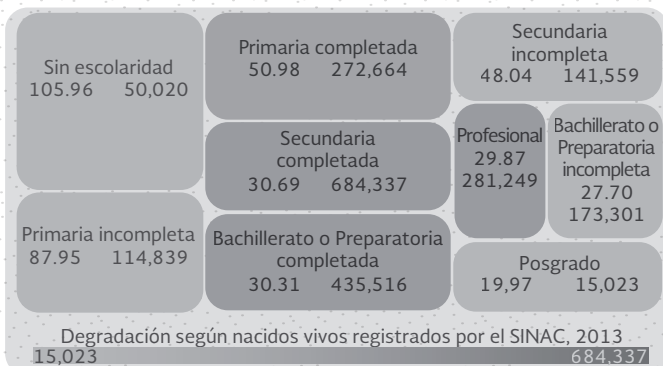 Sin escolaridad
105.96 50,020
Primaria incompleta
87.95 114,839
Primaria completada
50.98 272,664
Secundaria
completada
30.69 684,337
Bachillerato o Preparatoria
completada
30.31 435,516
Secundaria
incompleta
48.04 141,559
Profesional
29.87
281,249
Bachillerato o
Preparatoria
incompleta
27.70
173,301
Posgrado
19,97 15,023
Degradación según nacidos vivos registrados por el SINAC, 2013
15,023 684,337